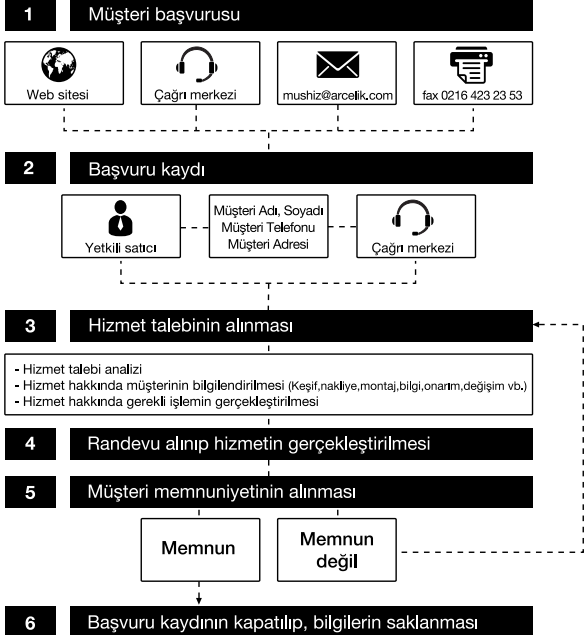 1 Müşteri başvurusu
Web sitesi
Çağrı merkezi
mushiz@arcelik.com
fax 0216 423 23 53
2 Başvuru kaydı
Yetkili satıcı
Müşteri Adı, Soyadı
Müşteri Telefonu
Müşteri Adresi
Çağrı merkezi
3 Hizmet talebinin alınması
- Hizmet talebi analizi
- Hizmet hakkında müşterinin bilgilendirilmesi (Keşif,nakliye,montaj,bilgi,onarım,değişim vb.)
- Hizmet hakkında gerekli işlemin gerçekleştirilmesi
4 Randevu alınıp hizmetin gerçekleştirilmesi
5 Müşteri memnuniyetinin alınması
Memnun
Memnun
değil
6 Başvuru kaydının kapatılıp, bilgilerin saklanması